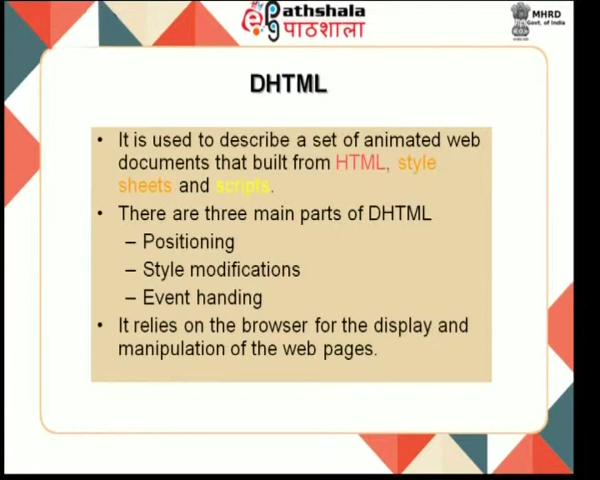 Pathshala
पाठशाला
MHRD
Govt. of India
DHTML
• It is used to describe a set of animated web
documents that built from HTML, style
sheets and scripts.
• There are three main parts of DHTML
– Positioning
– Style modifications
– Event handing
• It relies on the browser for the display and
manipulation of the web pages.